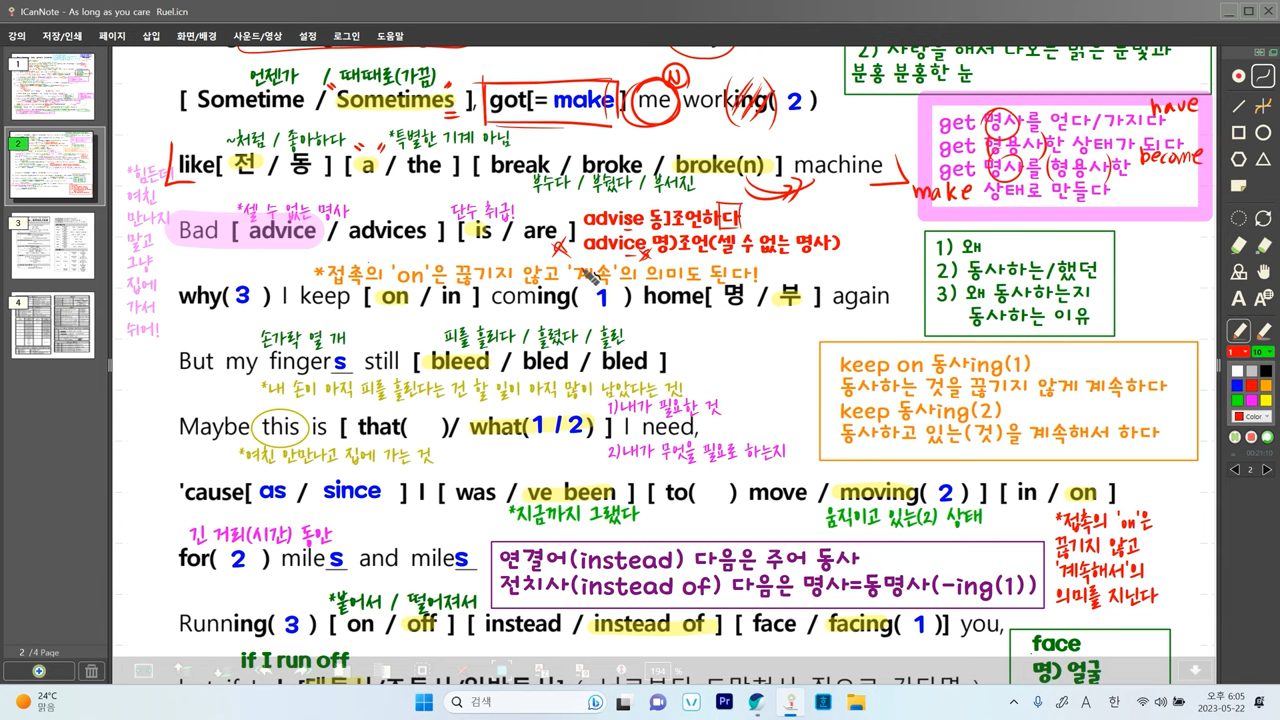 ICanNote - As long as you care Ruel.icn
강의 저장/인쇄 페이지 삽입 화면/배경 사운드/영상 설정 로그인 도움말
2) 사랑을 해서 나오는 맑은 눈빛과
분홍 분홍한 눈
언젠가 / 때때로(가끔)
[ Sometime / Sometimes ] got[= make ] me working( 2 )
N
have
get 명사를 얻다/가지다
get 형용사한 상태가 된다
become
get 명사를 (형용사)한
make 상태로 만들다
~처럼 / 좋아하다 *특별한 기계 아님
like[ 전 / 동 ] [ a / the ] [ break / broke / broke(n) ] machine
부수다 / 부쉈다 / 부서진
*힘든데
여친
만나지
말고
그냥
집에
가서
쉬어!
*셀 수 없는 명사 단수 취급!
Bad [ advice / advices ] [ is / are ]
advise 동]조언하다
advice 명)조언(셀 수 없는 명사)
*접촉의 'on'은 끊기지 않고 '계속'의 의미도 된다!
why( 3 ) I keep [ on / in ] coming( 1 ) home[ 명 / 부 ] again
1) 왜
2) 동사하는/했던
3) 왜 동사하는지
동사하는 이유
손가락 열 개 피를 흘리다 / 흘렸다 / 흘린
But my fingers still [ bleed / bled / bled ]
*내 손이 아직 피를 흘린다는 건 할 일이 아직 많이 남았다는 것!
keep on 동사ing(1)
동사하는 것을 끊기지 않게 계속하다
keep 동사ing(2)
동사하고 있는(것)을 계속해서 하다
1)내가 필요한 것
Maybe this is [ that( )/ what(1 / 2) ] I need,
*여친 안만나고 집에 가는 것 2)내가 무엇을 필요로 하는지
'cause[ as / since ] I [ was / ve been ] [ to( ) move / moving( 2 ) ] [ in / on ]
*지금까지 그랬다 움직이고 있는(2) 상태
*접촉의 'on'은
끊기지 않고
'계속해서'의
의미를 지닌다
긴 거리(시간) 동안
for( 2 ) miles and miles
연결어(instead) 다음은 주어 동사
전치사(instead of) 다음은 명사=동명사(-ing(1))
*붙어서 / 떨어져서
Running( 3 ) [ on / off ] [ instead / instead of ] [ face / facing( 1 )] you,
if I run off
face
명) 얼굴
2 / 4 페이지
194 %
1 10
Color
00:21:10
2
24°C
맑음
검색
오후 6:05
2023-05-22